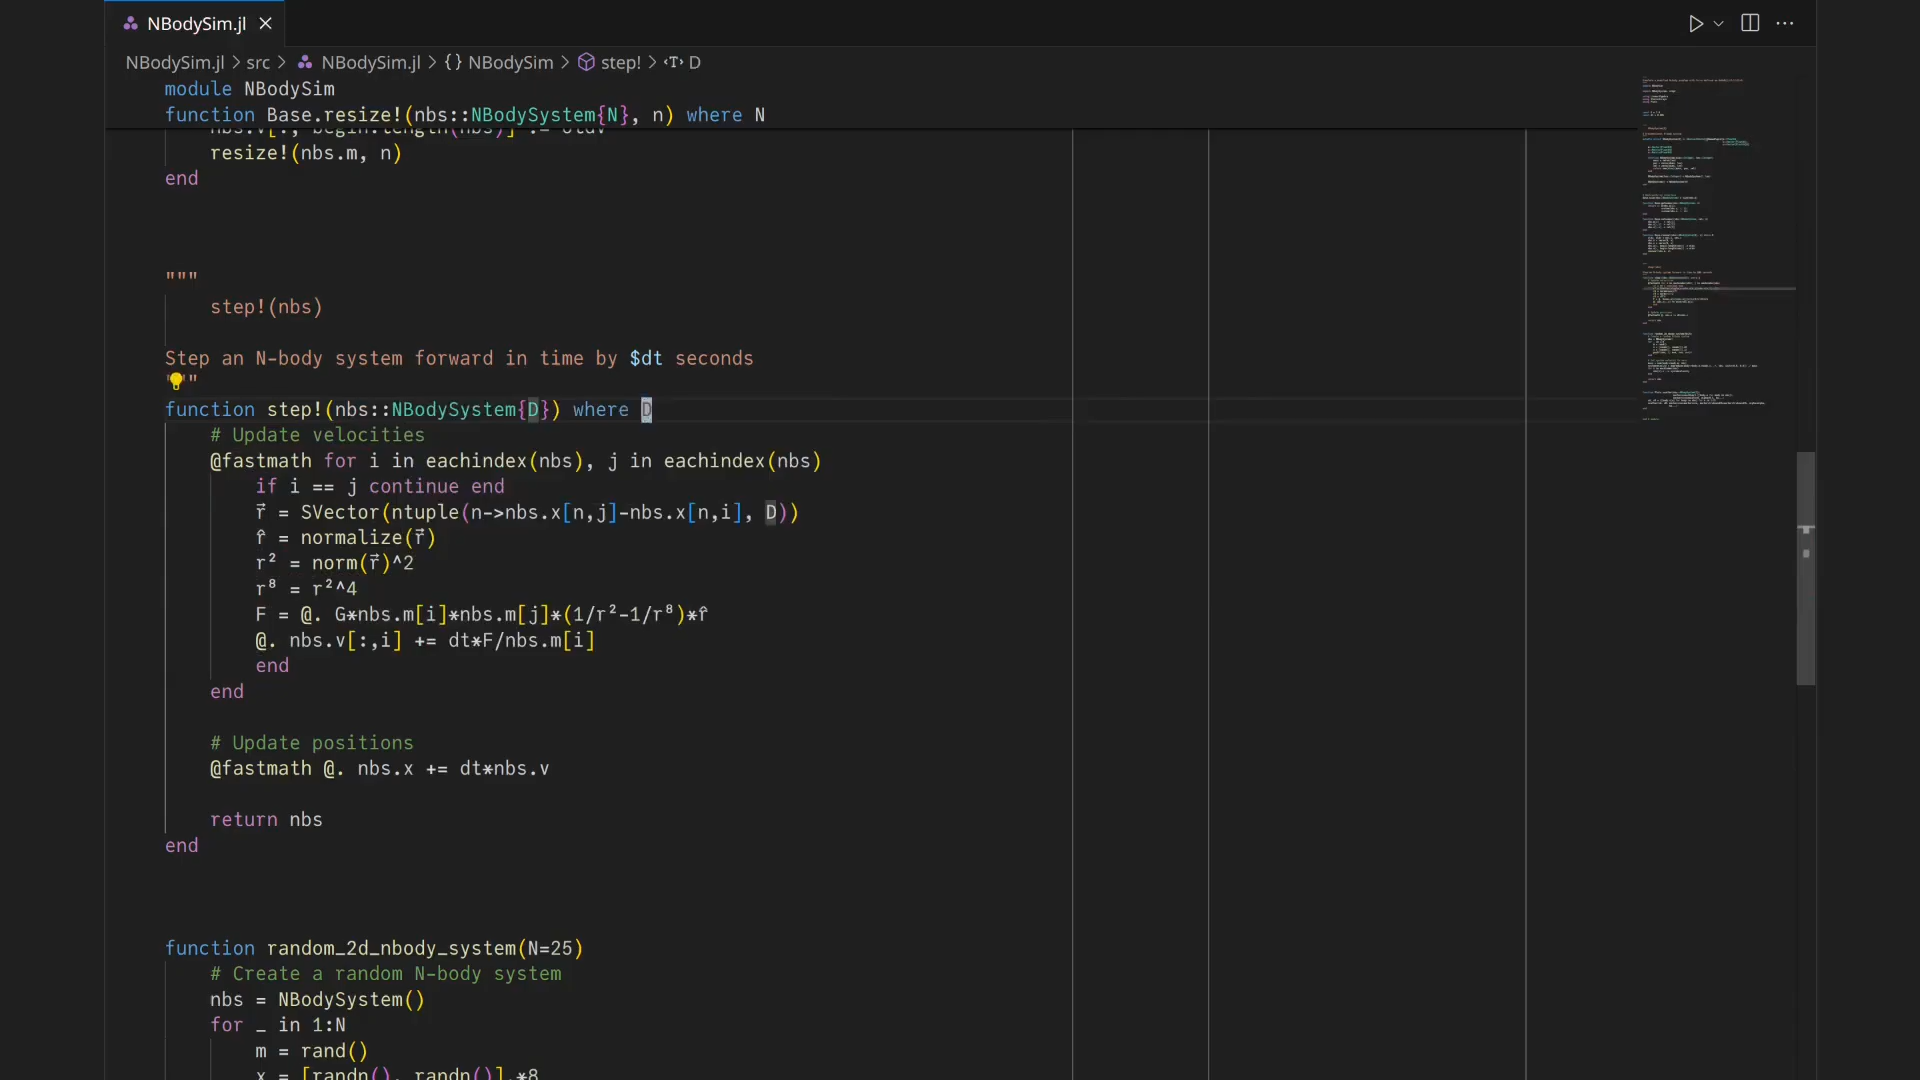 NBodySim.jl
NBodySim.jl > src > NBodySim.jl > {} NBodySim > step! > D
module NBodySim
function Base.resize!(nbs::NBodySystem{N}, n) where N
resize!(nbs.m, n)
end
"""
step!(nbs)
Step an N-body system forward in time by $dt seconds
"""
function step!(nbs::NBodySystem{D}) where D
# Update velocities
@fastmath for i in eachindex(nbs), j in eachindex(nbs)
if i == j continue end
r⃗ = SVector(ntuple(n->nbs.x[n,j]-nbs.x[n,i], D))
r̂ = normalize(r⃗)
r² = norm(r⃗)^2
r⁸ = r²^4
F = @. G*nbs.m[i]*nbs.m[j]*(1/r²-1/r⁸)*r̂
@. nbs.v[:,i] += dt*F/nbs.m[i]
end
end
# Update positions
@fastmath @. nbs.x += dt*nbs.v
return nbs
end
function random_2d_nbody_system(N=25)
# Create a random N-body system
nbs = NBodySystem()
for _ in 1:N
m = rand()
x = [randn(), randn()].*8